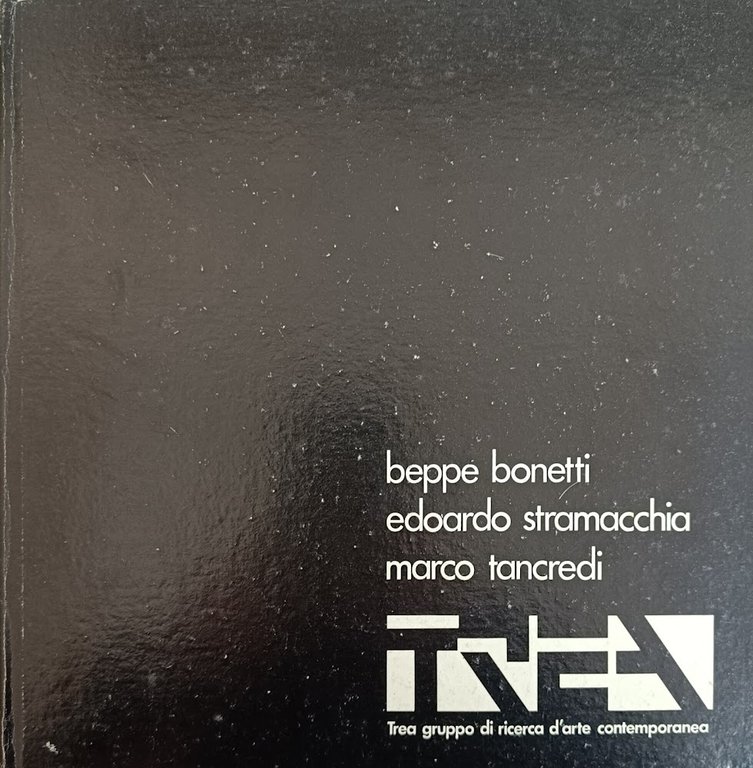 beppe bonetti
edoardo stramacchia
marco tancredi
TREA
Trea gruppo di ricerca d'arte contemporanea